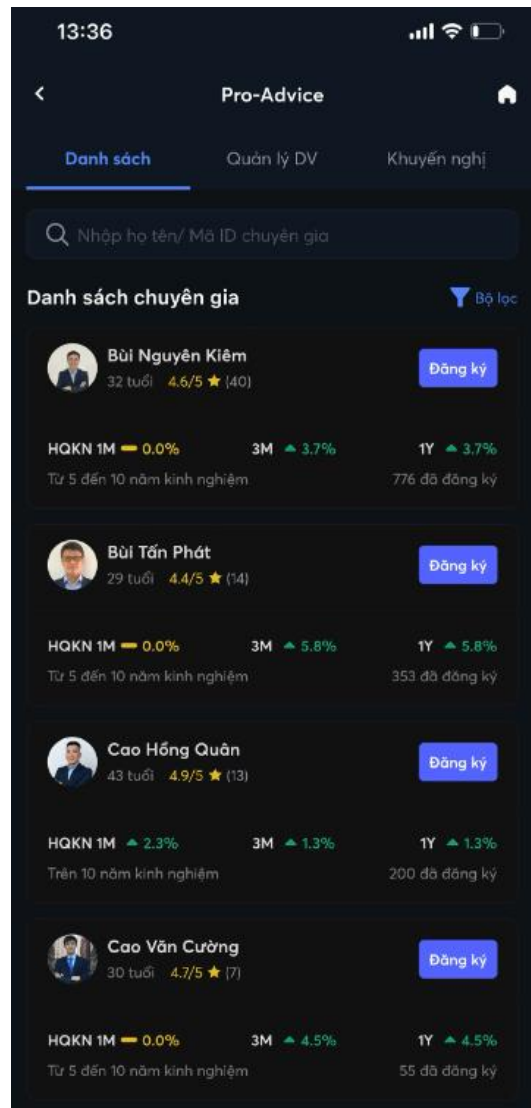 13:36
Pro-Advice
Danh sách Quản lý DV Khuyến nghị
Nhập họ tên/ Mã ID chuyên gia
Danh sách chuyên gia Bộ lọc
Bùi Nguyên Kiêm
32 tuổi 4.6/5 ★ (40)
Đăng ký
HQKN 1M 0.0% 3M 3.7% 1Y 3.7%
Từ 5 đến 10 năm kinh nghiệm 776 đã đăng ký
Bùi Tấn Phát
29 tuổi 4.4/5 ★ (14)
Đăng ký
HQKN 1M 0.0% 3M 5.8% 1Y 5.8%
Từ 5 đến 10 năm kinh nghiệm 353 đã đăng ký
Cao Hồng Quân
43 tuổi 4.9/5 ★ (13)
Đăng ký
HQKN 1M 2.3% 3M 1.3% 1Y 1.3%
Trên 10 năm kinh nghiệm 200 đã đăng ký
Cao Văn Cường
30 tuổi 4.7/5 ★ (7)
Đăng ký
HQKN 1M 0.0% 3M 4.5% 1Y 4.5%
Từ 5 đến 10 năm kinh nghiệm 55 đã đăng ký